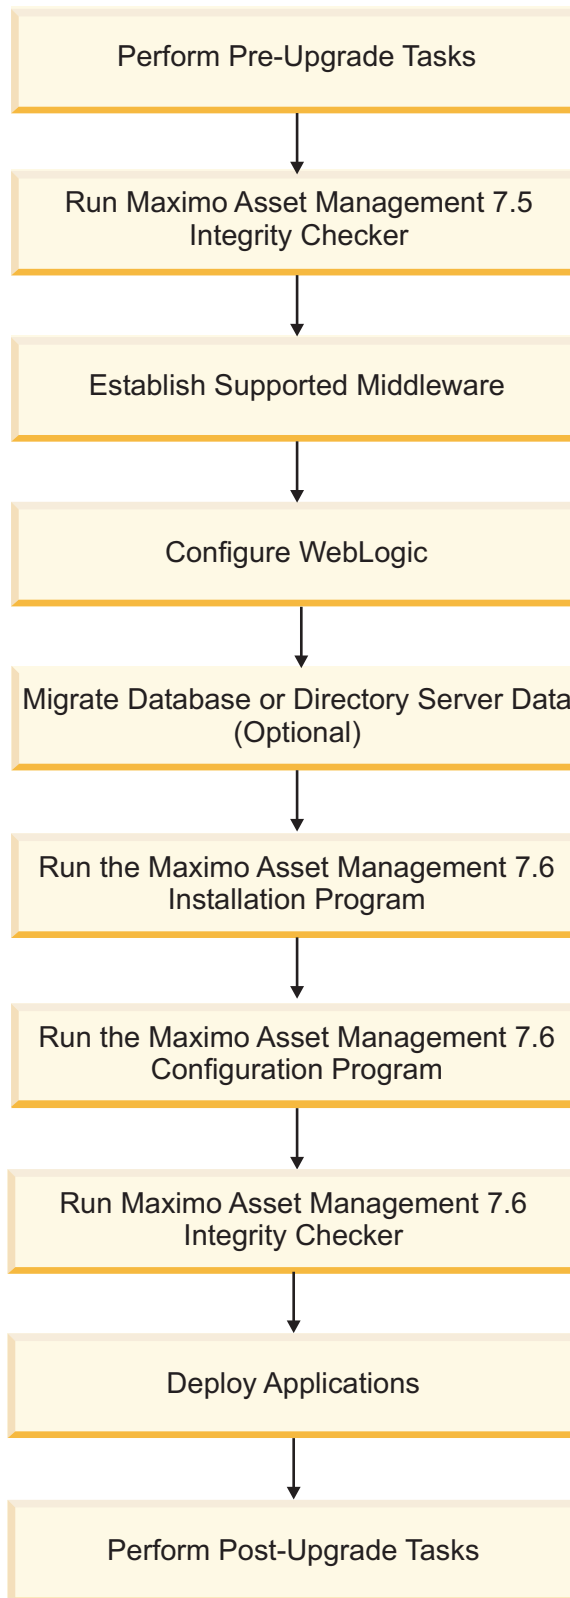 Perform Pre-Upgrade Tasks
Run Maximo Asset Management 7.5
Integrity Checker
Establish Supported Middleware
Configure WebLogic
Migrate Database or Directory Server Data
(Optional)
Run the Maximo Asset Management 7.6
Installation Program
Run the Maximo Asset Management 7.6
Configuration Program
Run Maximo Asset Management 7.6
Integrity Checker
Deploy Applications
Perform Post-Upgrade Tasks